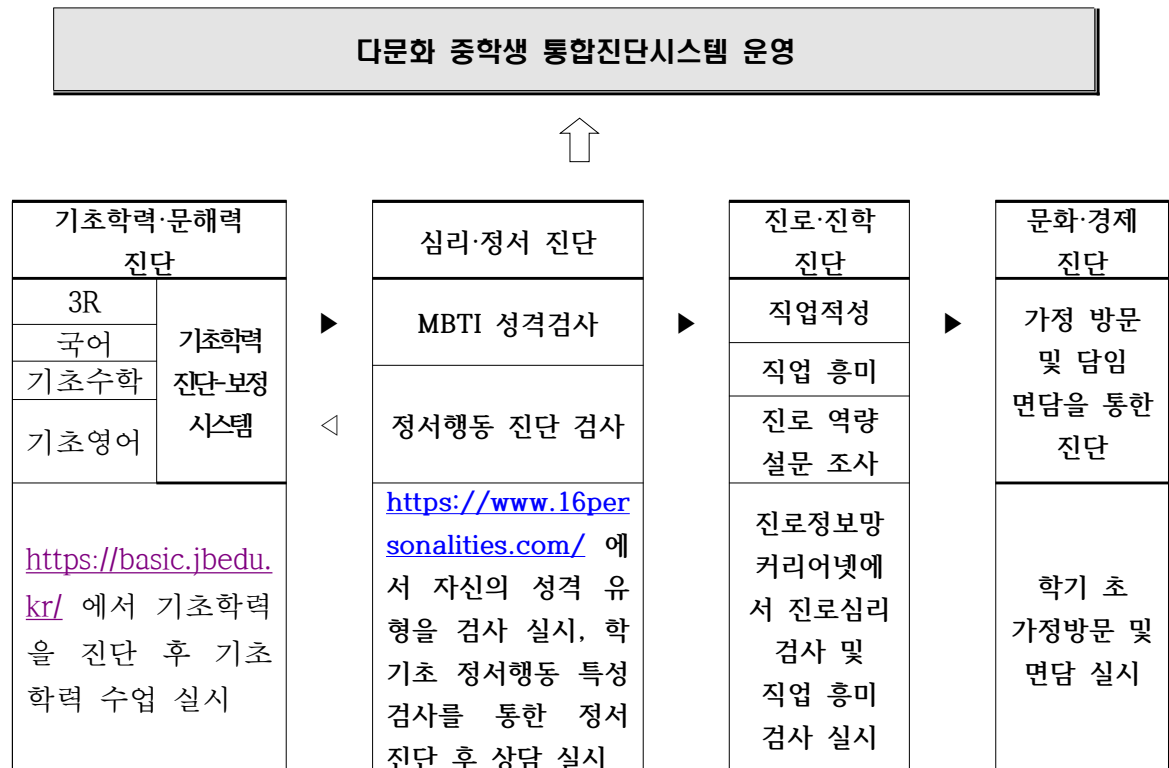 다문화 중학생 통합진단시스템 운영
기초학력·문해력
진단
3R
국어
기초수학
기초영어
기초학력
진단-보정
시스템
https://basic.jbedu.
kr/ 에서 기초학력
을 진단 후 기초
학력 수업 실시
▶
◁
심리·정서 진단
MBTI 성격검사
정서행동 진단 검사
https://www.16per
sonalities.com/ 에
서 자신의 성격 유
형을 검사 실시, 학
기초 정서행동 특성
검사를 통한 정서
진단 후 상담 실시
▶
진로·진학
진단
직업적성
직업 흥미
진로 역량
설문 조사
진로정보망
커리어넷에
서 진로심리
검사 및
직업 흥미
검사 실시
▶
문화·경제
진단
가정 방문
및 담임
면담을 통한
진단
학기 초
가정방문 및
면담 실시